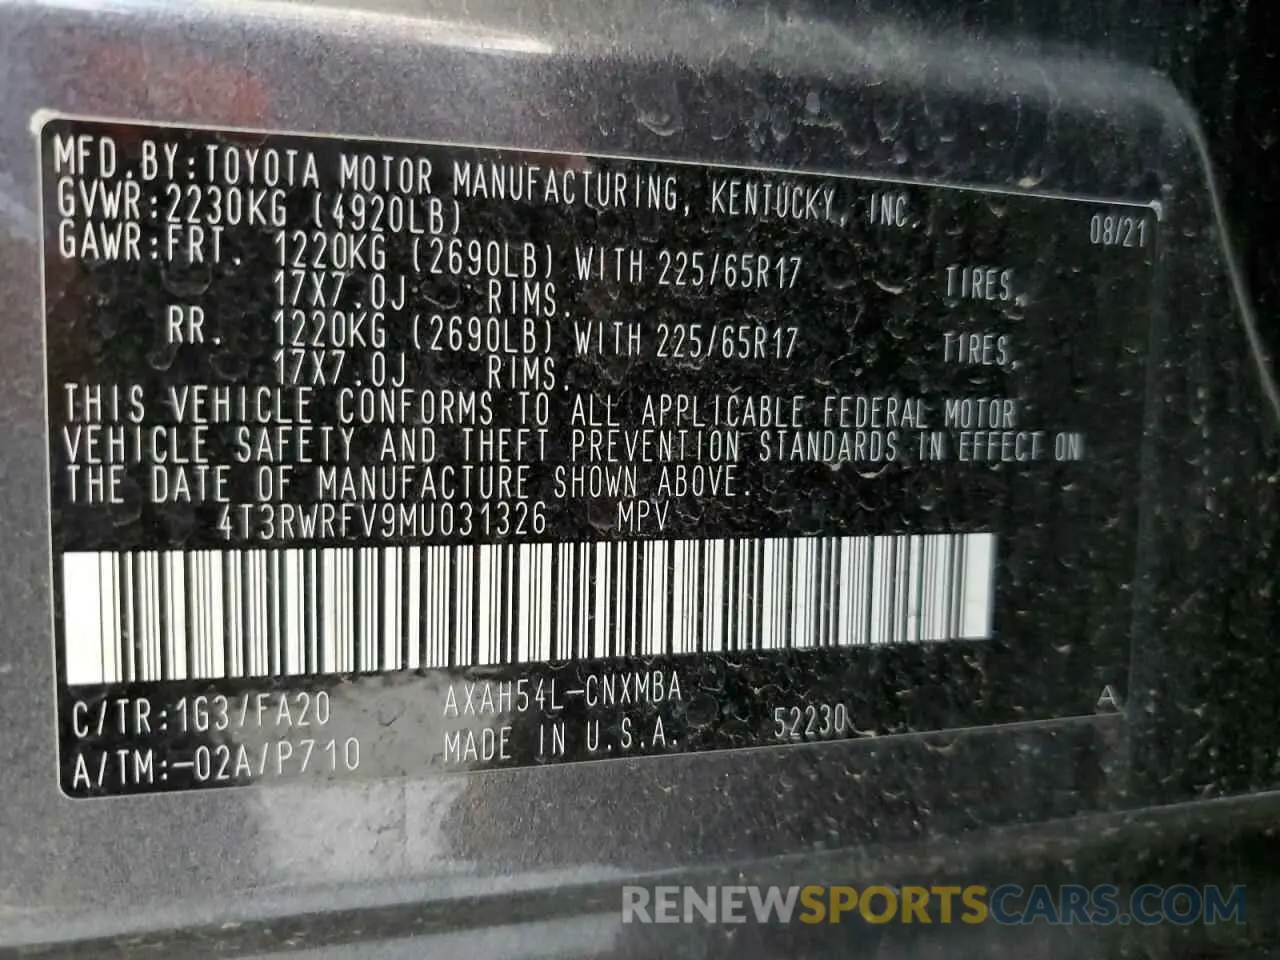 MFD.BY:TOYOTA MOTOR MANUFACTURING, KENTUCKY, INC.
GVWR:2230KG (4920LB) 08/21
GAWR:FRT. 1220KG (2690LB) WITH 225/65R17 TIRES,
17X7.0J RIMS.
RR. 1220KG (2690LB) WITH 225/65R17 TIRES,
17X7.0J RIMS.
THIS VEHICLE CONFORMS TO ALL APPLICABLE FEDERAL MOTOR
VEHICLE SAFETY AND THEFT PREVENTION STANDARDS IN EFFECT ON
THE DATE OF MANUFACTURE SHOWN ABOVE.
4T3RWRFV9MU031326 MPV
C/TR:1G3/FA20 AXAH54L-CNXMBA A
A/TM:-02A/P710 MADE IN U.S.A. 52230
RENEWSPORTSCARS.COM